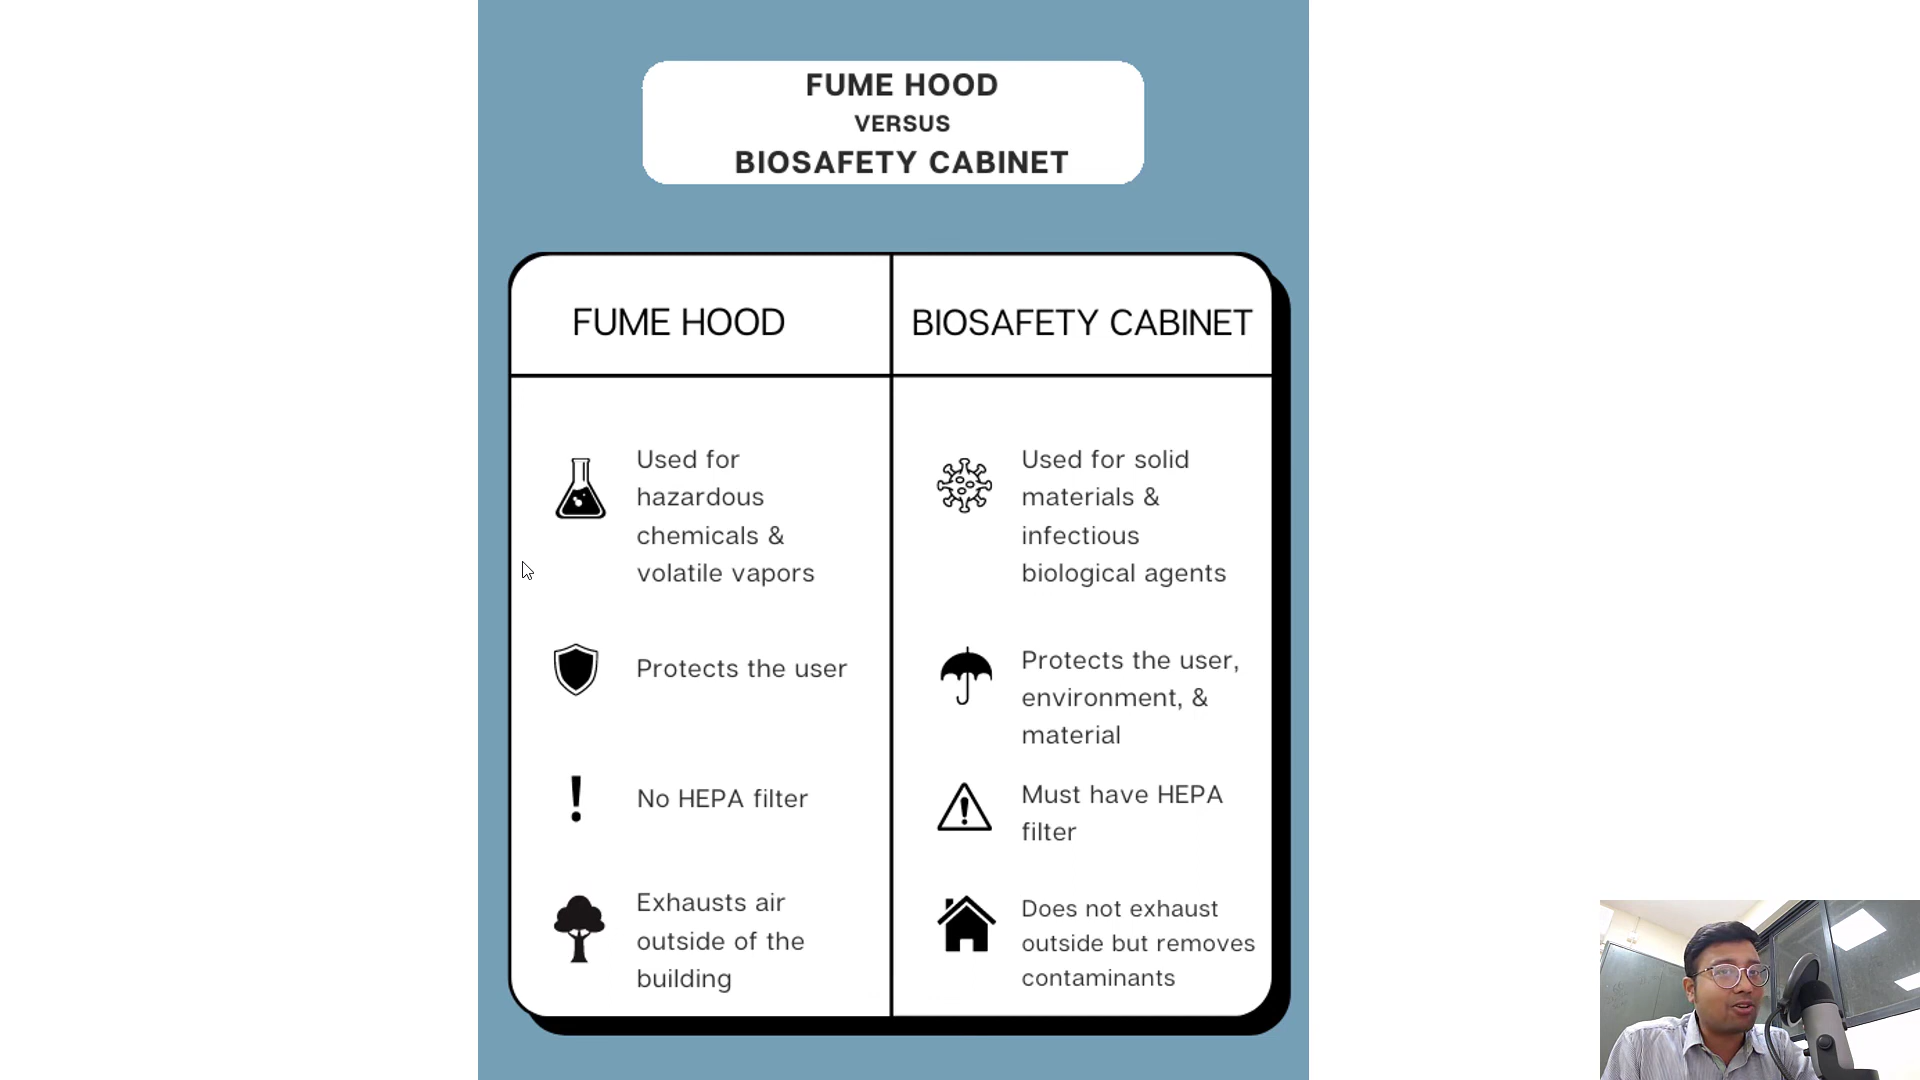 FUME HOOD
VERSUS
BIOSAFETY CABINET
FUME HOOD
Used for
hazardous
chemicals &
volatile vapors
Protects the user
No HEPA filter
Exhausts air
outside of the
building
BIOSAFETY CABINET
Used for solid
materials &
infectious
biological agents
Protects the user,
environment, &
material
Must have HEPA
filter
Does not exhaust
outside but removes
contaminants